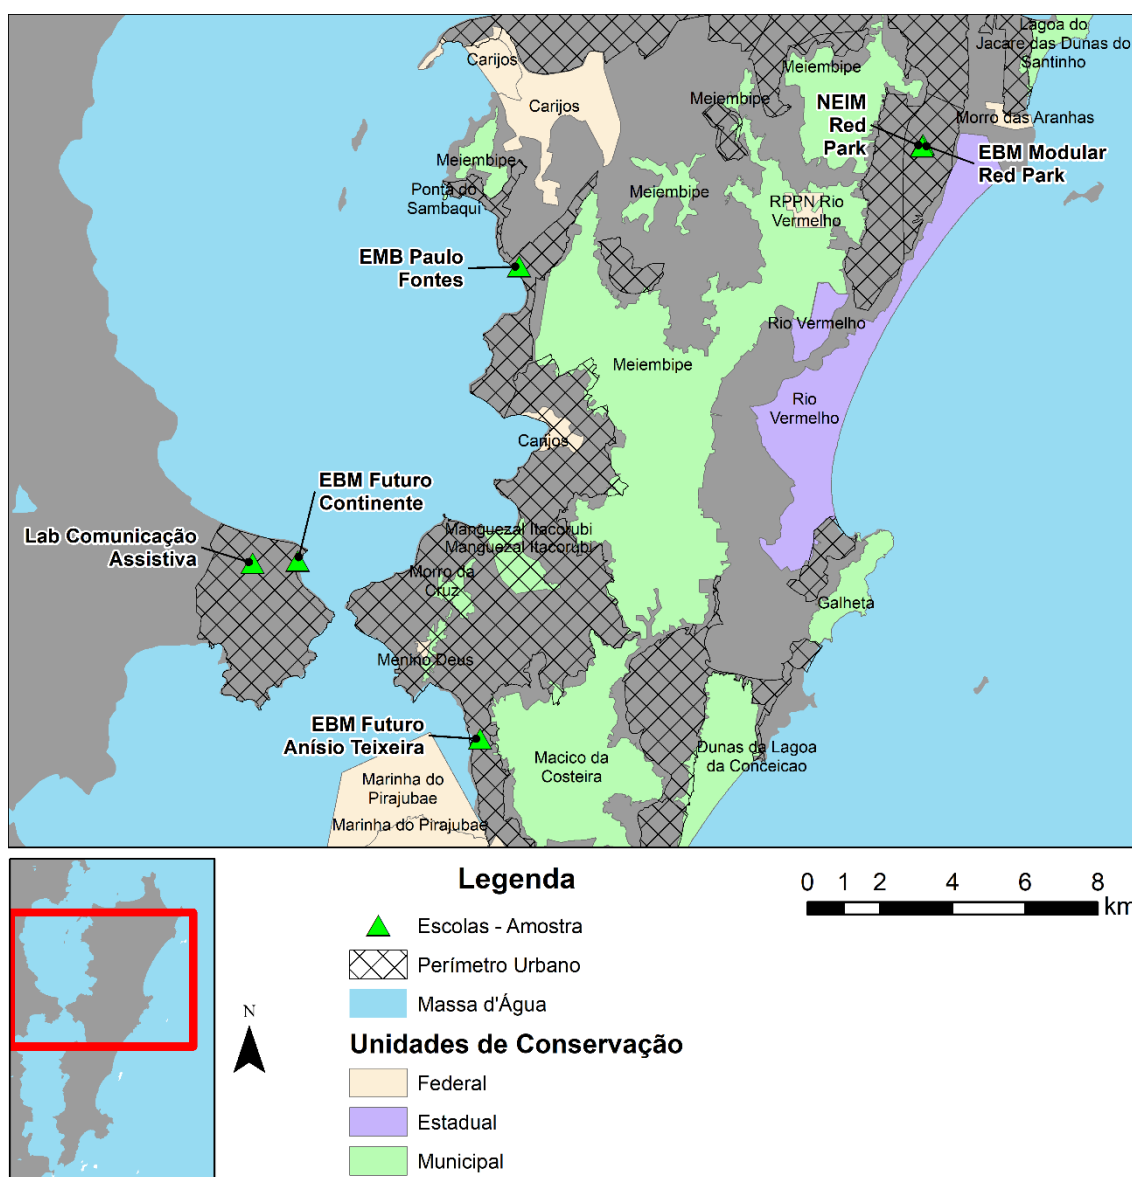 Lagoa do
Jacare das Dunas do
Santinho
Carijos
Meiembipe
Carijos
Meiembipe
NEIM
Red
Park
Morro das Aranhas
EBM Modular
Red Park
Meiembipe
Ponta do
Sambaqui
Meiembipe
RPPN Rio
Vermelho
EMB Paulo
Fontes
Rio Vermelho
Meiembipe
Rio
Vermelho
Carijos
EBM Futuro
Continente
Lab Comunicação
Assistiva
Manguezal Itacorubi
Manguezal Itacorubi
Morro da
Cruz
Galheta
Menino Deus
EBM Futuro
Anísio Teixeira
Macico da
Costeira
Dunas da Lagoa
da Conceicao
Marinha do
Pirajubae
Marinha do Pirajubae
Legenda
Escolas - Amostra
Perímetro Urbano
Massa d'Água
Unidades de Conservação
Federal
Estadual
Municipal
0 1 2 4 6 8
km
N